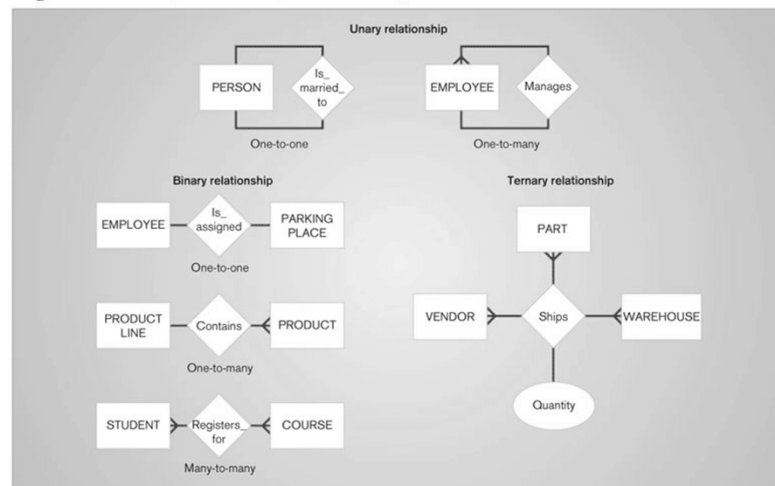 Unary relationship
PERSON
Is_
married_
to
One-to-one
EMPLOYEE
Manages
One-to-many
Binary relationship
EMPLOYEE
Is_
assigned
PARKING
PLACE
One-to-one
PRODUCT
LINE
Contains
PRODUCT
One-to-many
STUDENT
Registers_
for
COURSE
Many-to-many
Ternary relationship
PART
VENDOR
Ships
WAREHOUSE
Quantity